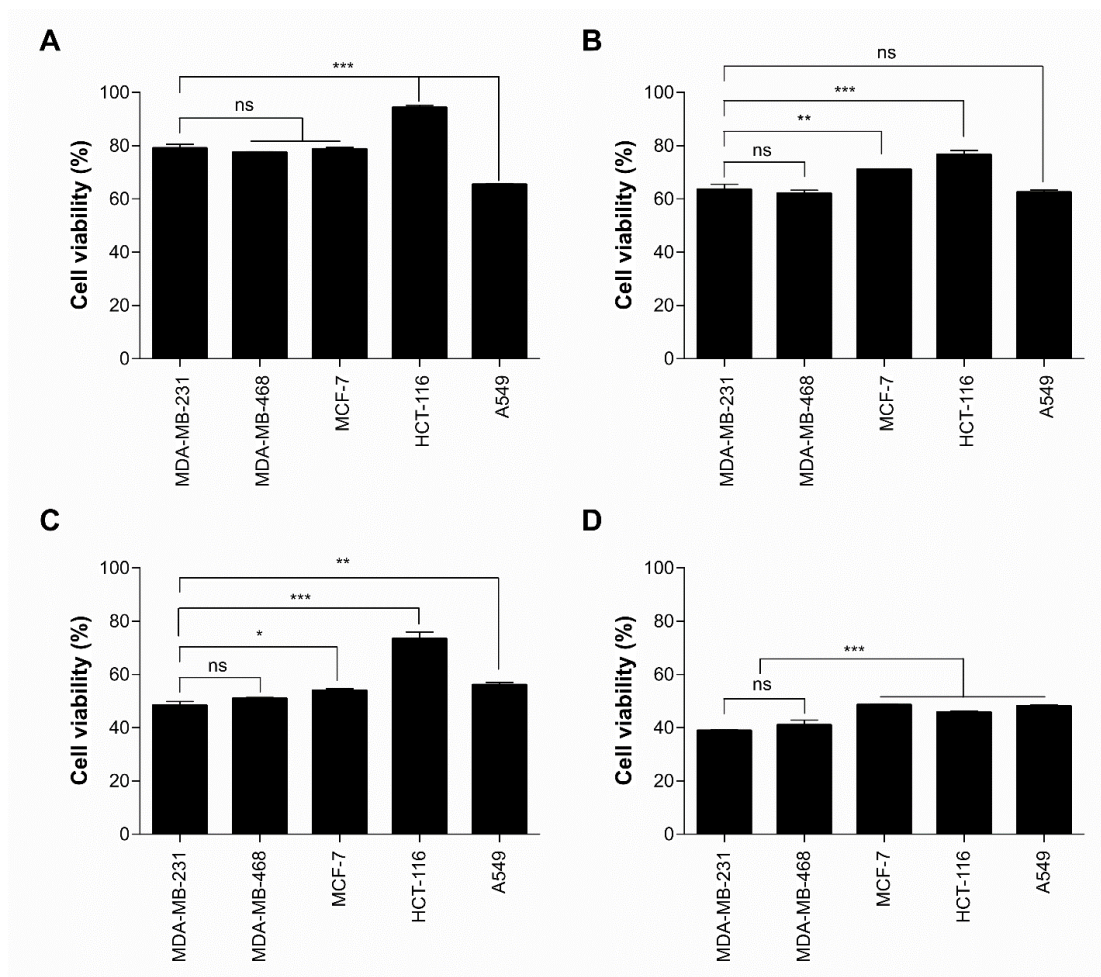 A
***
ns
Cell viability (%)
100
80
60
40
20
0
MDA-MB-231
MDA-MB-468
MCF-7
HCT-116
A549
B
ns
***
**
ns
Cell viability (%)
100
80
60
40
20
0
MDA-MB-231
MDA-MB-468
MCF-7
HCT-116
A549
C
**
***
*
ns
Cell viability (%)
100
80
60
40
20
0
MDA-MB-231
MDA-MB-468
MCF-7
HCT-116
A549
D
***
ns
Cell viability (%)
100
80
60
40
20
0
MDA-MB-231
MDA-MB-468
MCF-7
HCT-116
A549